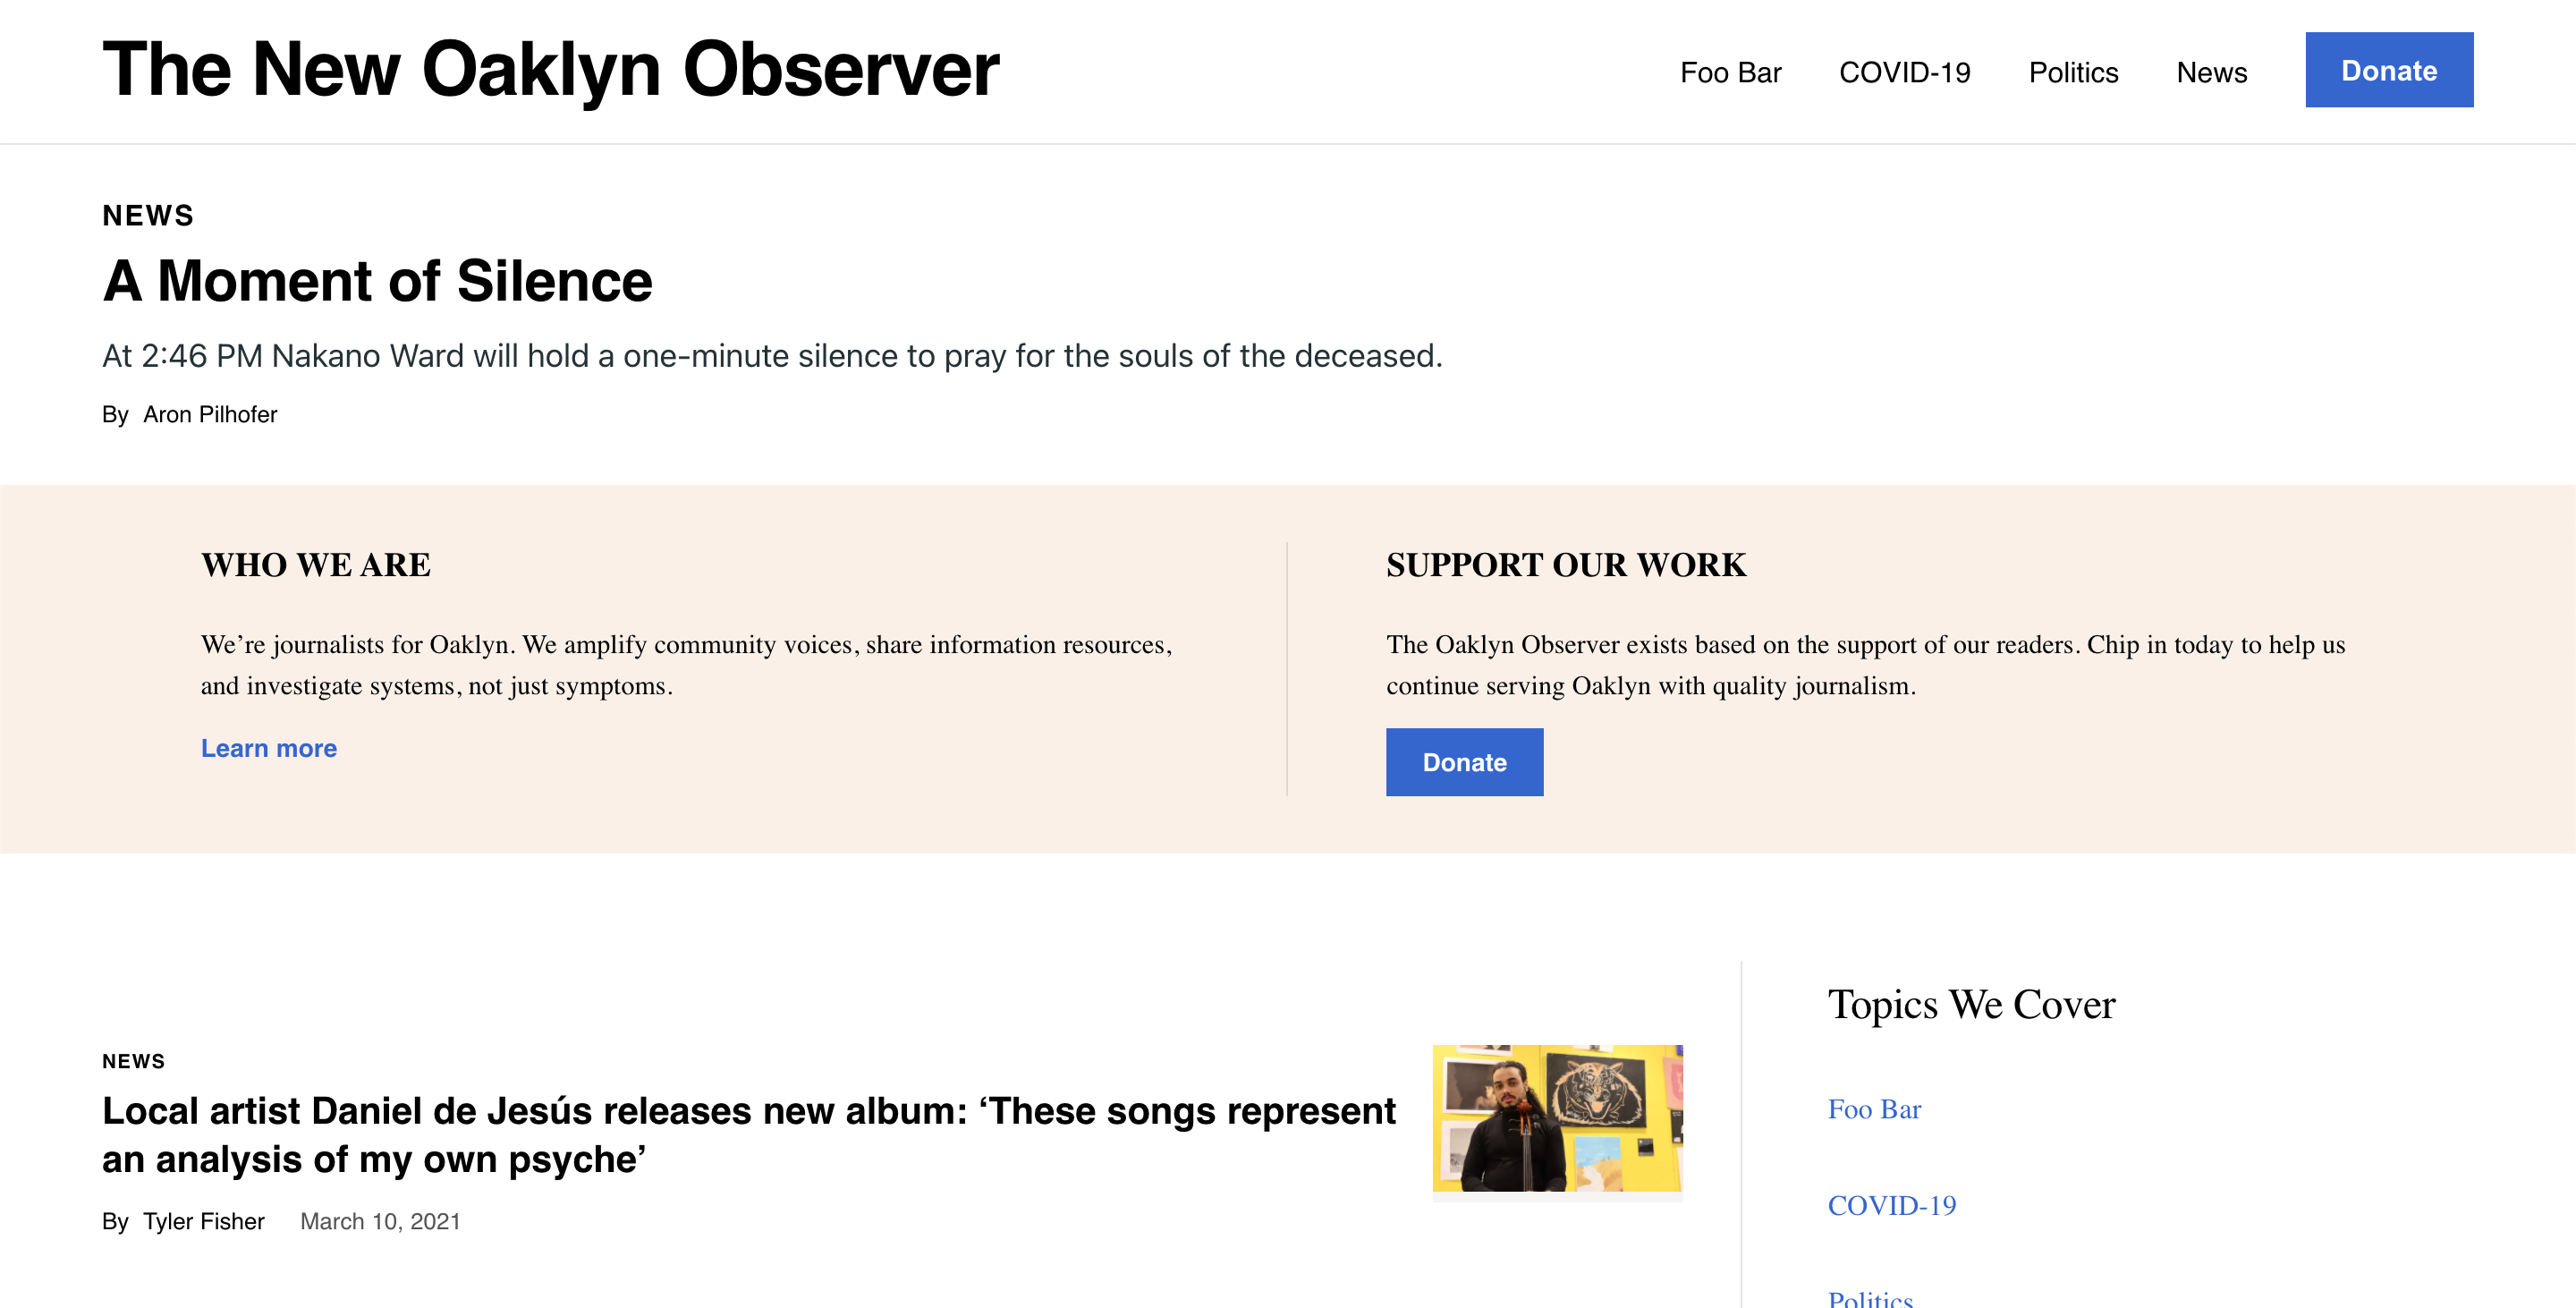 The New Oaklyn Observer
Foo Bar COVID-19 Politics News Donate
NEWS
A Moment of Silence
At 2:46 PM Nakano Ward will hold a one-minute silence to pray for the souls of the deceased.
By Aron Pilhofer
WHO WE ARE
We’re journalists for Oaklyn. We amplify community voices, share information resources,
and investigate systems, not just symptoms.
Learn more
SUPPORT OUR WORK
The Oaklyn Observer exists based on the support of our readers. Chip in today to help us
continue serving Oaklyn with quality journalism.
Donate
NEWS
Local artist Daniel de Jesús releases new album: ‘These songs represent
an analysis of my own psyche’
By Tyler Fisher March 10, 2021
Topics We Cover
Foo Bar
COVID-19
Politics